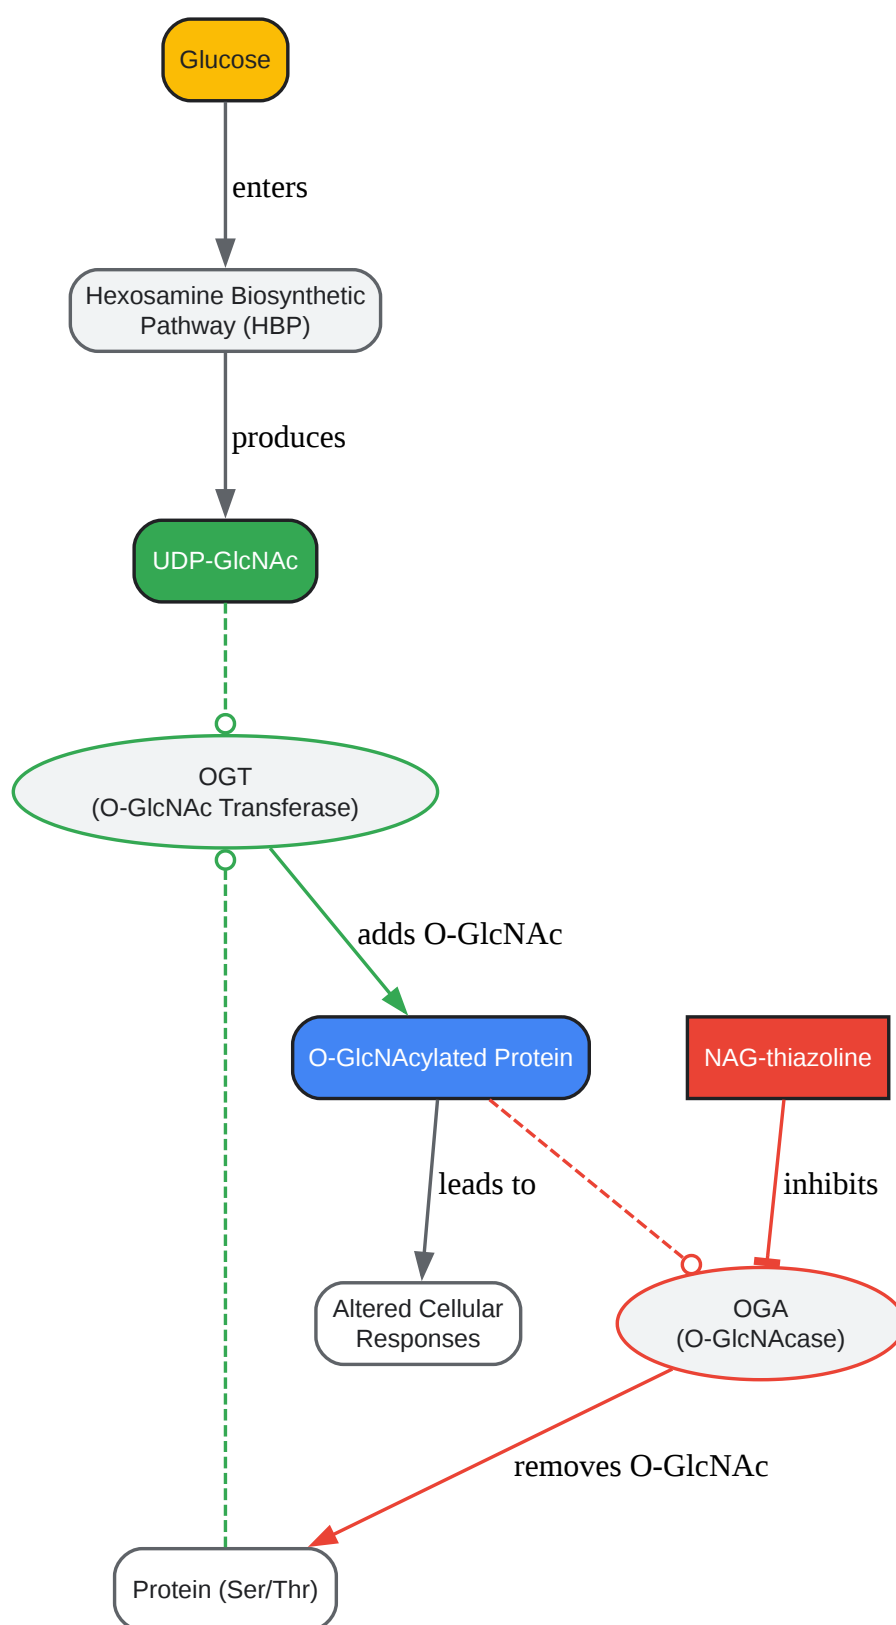 Glucose
enters
Hexosamine Biosynthetic
Pathway (HBP)
produces
UDP-GlcNAc
OGT
(O-GlcNAc Transferase)
adds O-GlcNAc
O-GlcNAcylated Protein
NAG-thiazoline
leads to
inhibits
Altered Cellular
Responses
OGA
(O-GlcNAcase)
removes O-GlcNAc
Protein (Ser/Thr)